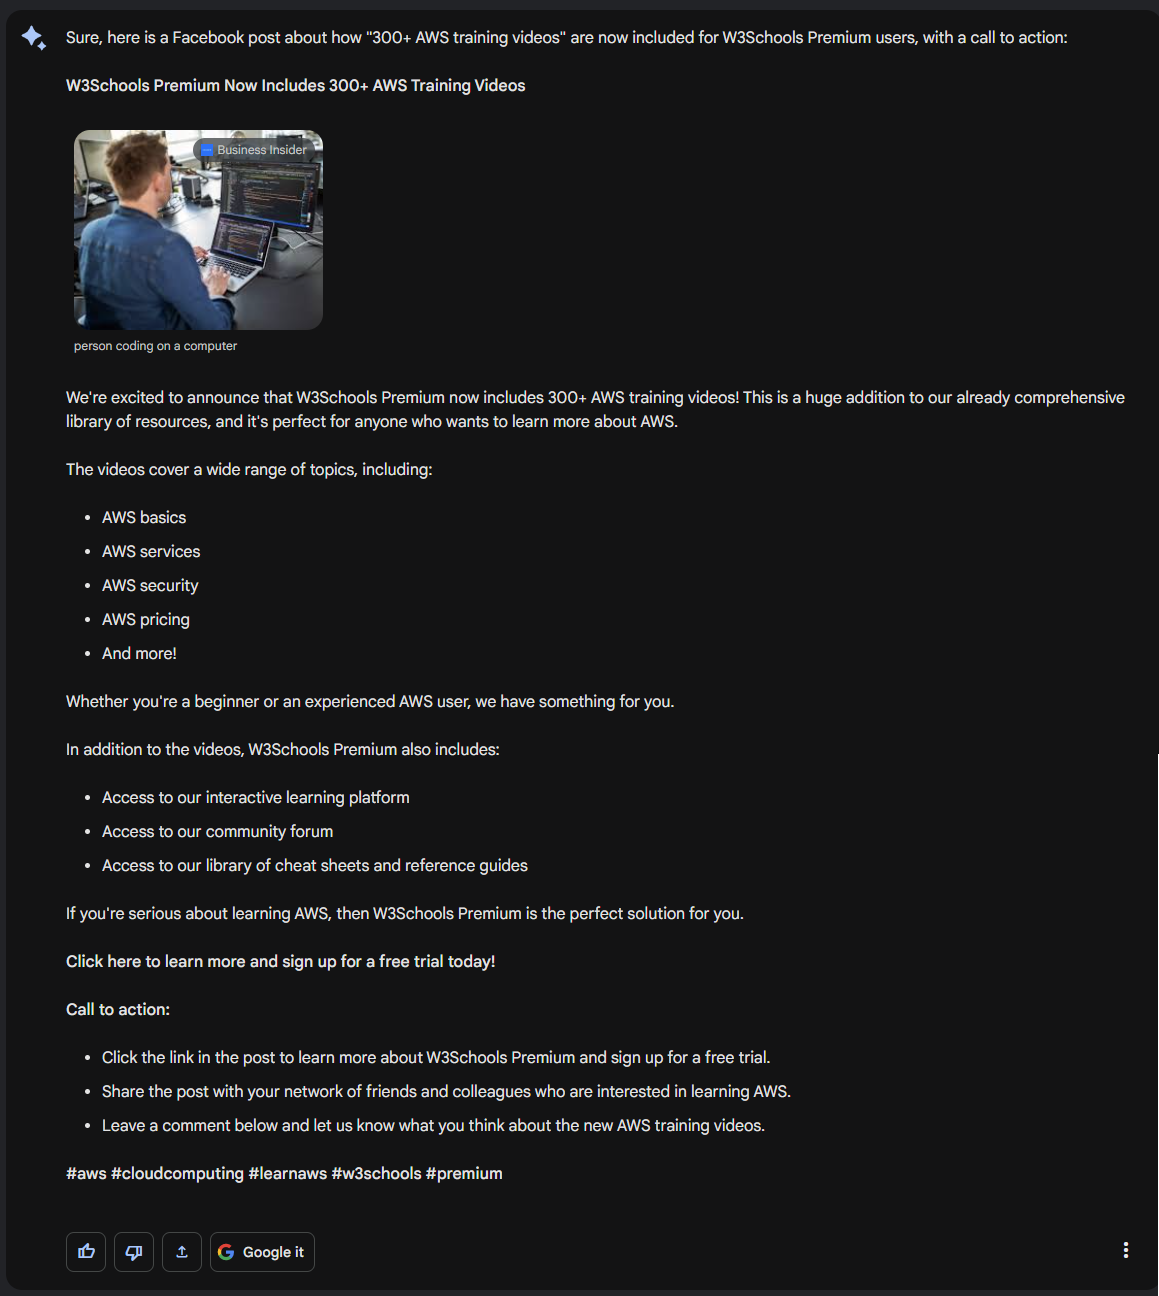 Sure, here is a Facebook post about how "300+ AWS training videos" are now included for W3Schools Premium users, with a call to action:
W3Schools Premium Now Includes 300+ AWS Training Videos
Business Insider
person coding on a computer
We're excited to announce that W3Schools Premium now includes 300+ AWS training videos! This is a huge addition to our already comprehensive
library of resources, and it's perfect for anyone who wants to learn more about AWS.
The videos cover a wide range of topics, including:
• AWS basics
• AWS services
• AWS security
• AWS pricing
• And more!
Whether you're a beginner or an experienced AWS user, we have something for you.
In addition to the videos, W3Schools Premium also includes:
• Access to our interactive learning platform
• Access to our community forum
• Access to our library of cheat sheets and reference guides
If you're serious about learning AWS, then W3Schools Premium is the perfect solution for you.
Click here to learn more and sign up for a free trial today!
Call to action:
• Click the link in the post to learn more about W3Schools Premium and sign up for a free trial.
• Share the post with your network of friends and colleagues who are interested in learning AWS.
• Leave a comment below and let us know what you think about the new AWS training videos.
#aws #cloudcomputing #learnaws #w3schools #premium
Google it